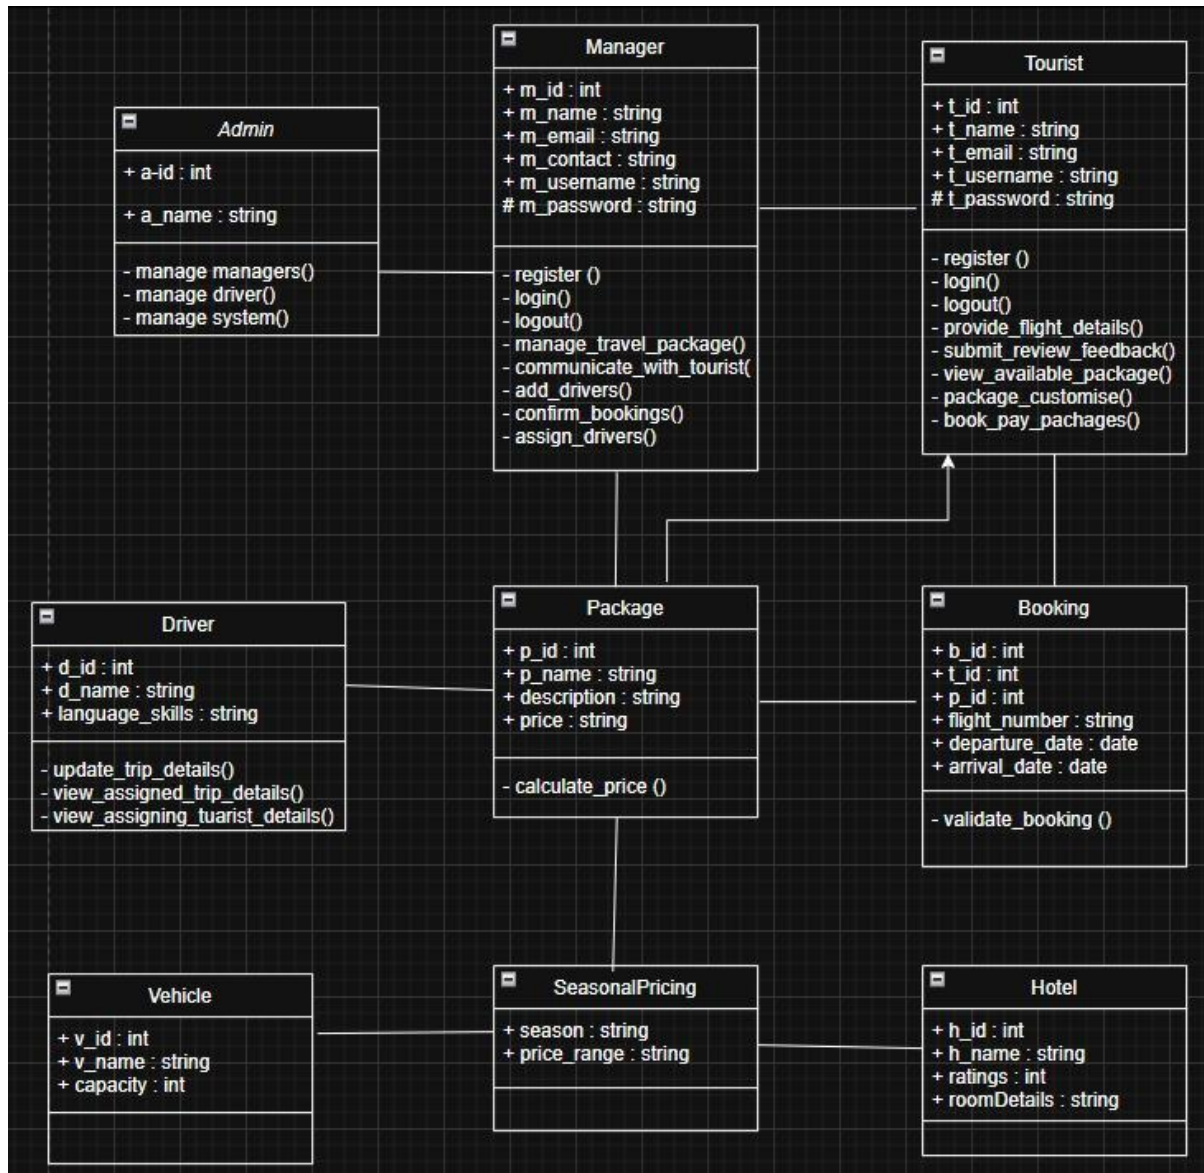 Manager
+ m_id : int
+ m_name : string
+ m_email : string
+ m_contact : string
+ m_username : string
# m_password : string
- register ()
- login()
- logout()
- manage_travel_package()
- communicate_with_tourist(
- add_drivers()
- confirm_bookings()
- assign_drivers()
Tourist
+ t_id : int
+ t_name : string
+ t_email : string
+ t_username : string
# t_password : string
- register ()
- login()
- logout()
- provide_flight_details()
- submit_review_feedback()
- view_available_package()
- package_customise()
- book_pay_pachages()
Admin
+ a-id : int
+ a_name : string
- manage managers()
- manage driver()
- manage system()
Driver
+ d_id : int
+ d_name : string
+ language_skills : string
- update_trip_details()
- view_assigned_trip_details()
- view_assigning_tuarist_details()
Package
+ p_id : int
+ p_name : string
+ description : string
+ price : string
- calculate_price ()
Booking
+ b_id : int
+ t_id : int
+ p_id : int
+ flight_number : string
+ departure_date : date
+ arrival_date : date
- validate_booking ()
Vehicle
+ v_id : int
+ v_name : string
+ capacity : int
SeasonalPricing
+ season : string
+ price_range : string
Hotel
+ h_id : int
+ h_name : string
+ ratings : int
+ roomDetails : string